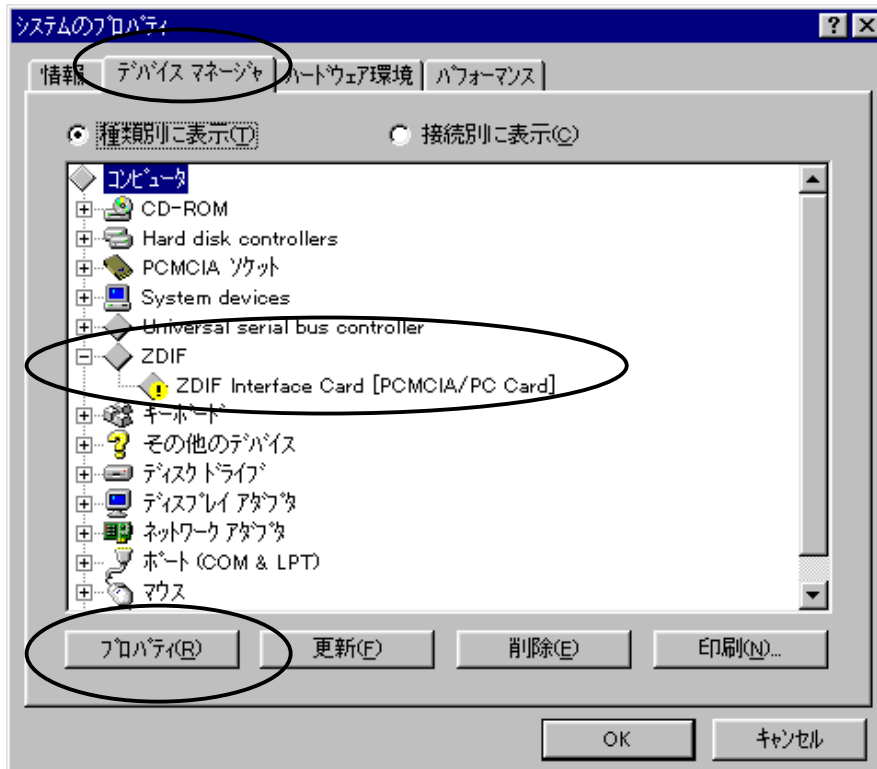 システムのプロパティ
情報 デバイス マネージャ ハードウェア環境 パフォーマンス
種類別に表示(T) 接続別に表示(C)
コンピュータ
CD-ROM
Hard disk controllers
PCMCIA ソケット
System devices
Universal serial bus controller
ZDIF
ZDIF Interface Card [PCMCIA/PC Card]
キーボード
その他のデバイス
ディスク ドライブ
ディスプレイ アダプタ
ネットワーク アダプタ
ポート (COM & LPT)
マウス
プロパティ(R) 更新(F) 削除(E) 印刷(N)...
OK キャンセル